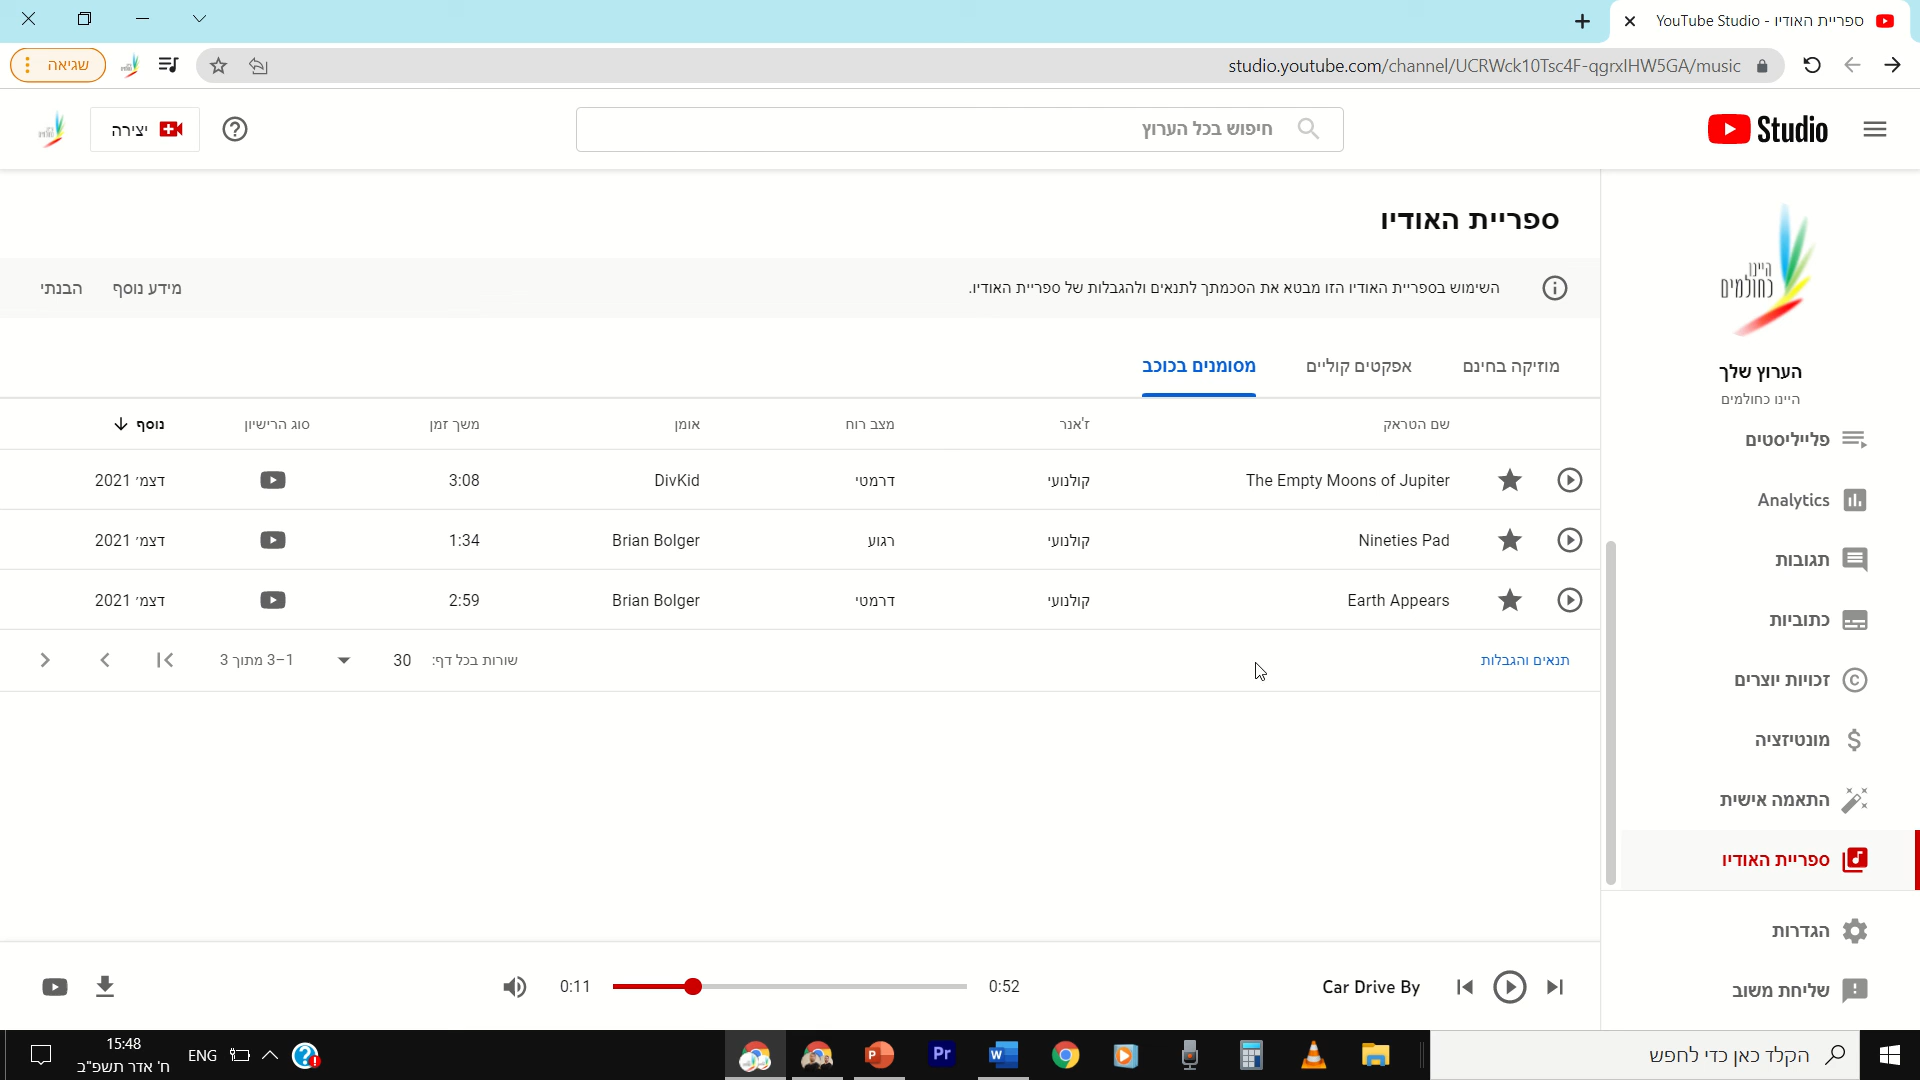 YouTube Studio - ספריית האודיו
studio.youtube.com/channel/UCRWck10Tsc4F-qgrxIHW5GA/music
שגיאה
Studio
חיפוש בכל הערוץ
יצירה
היינו
כחולמים
הערוץ שלך
היינו כחולמים
פלייליסטים
Analytics
תגובות
כתוביות
זכויות יוצרים
מונטיזציה
התאמה אישית
ספריית האודיו
הגדרות
שליחת משוב
ספריית האודיו
השימוש בספריית האודיו הזו מבטא את הסכמתך לתנאים ולהגבלות של ספריית האודיו.
מידע נוסף הבנתי
מוזיקה בחינם אפקטים קוליים מסומנים בכוכב
שם הטראק ז'אנר מצב רוח אומן משך זמן סוג הרישיון נוסף
The Empty Moons of Jupiter קולנועי דרמטי DivKid 3:08 דצמ׳ 2021
Nineties Pad קולנועי רגוע Brian Bolger 1:34 דצמ׳ 2021
Earth Appears קולנועי דרמטי Brian Bolger 2:59 דצמ׳ 2021
תנאים והגבלות שורות בכל דף: 30 1–3 מתוך 3
Car Drive By 0:52 0:11
הקלד כאן כדי לחפש
ENG
15:48
ח' אדר תשפ"ב